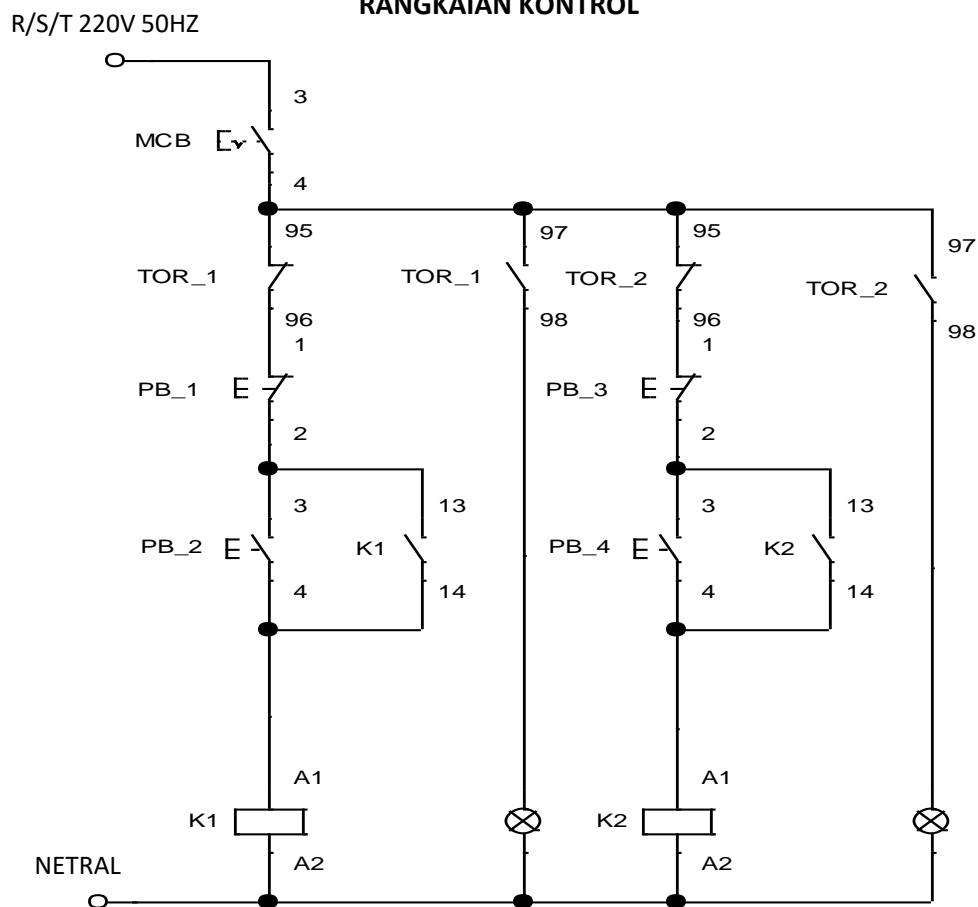 RANGKAIAN KONTROL
R/S/T 220V 50HZ
3
MCB
4
95
97
95
97
TOR_1
TOR_1
TOR_2
TOR_2
96
98
96
98
1
1
PB_1
PB_3
2
2
3
13
3
13
PB_2
K1
PB_4
K2
4
14
4
14
A1
A1
K1
K2
A2
A2
NETRAL